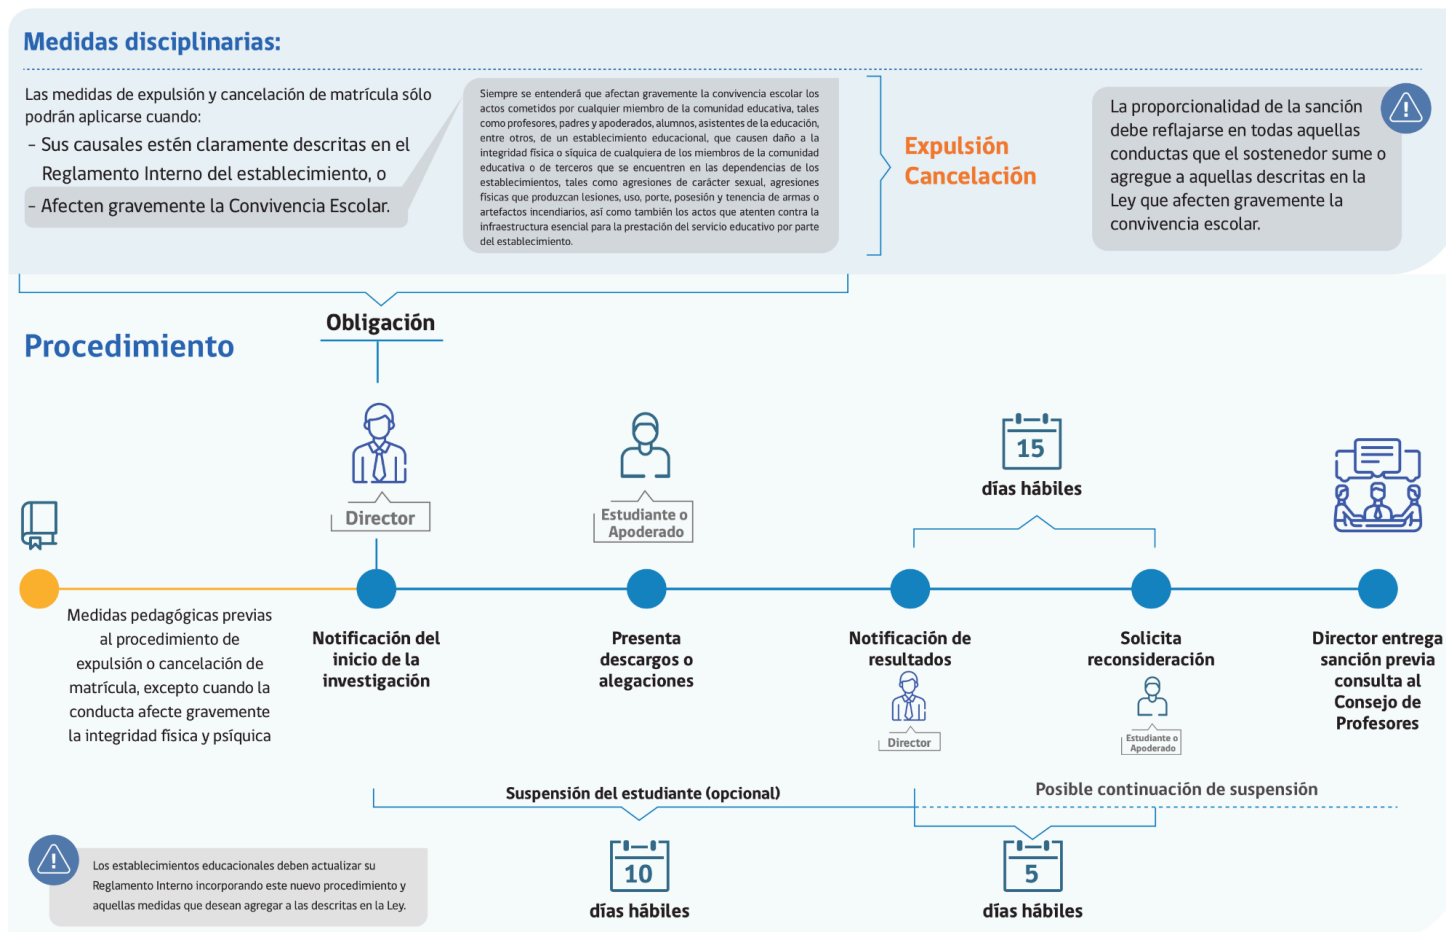 Medidas disciplinarias:
Las medidas de expulsión y cancelación de matrícula sólo
podrán aplicarse cuando:
- Sus causales estén claramente descritas en el
Reglamento Interno del establecimiento, o
- Afecten gravemente la Convivencia Escolar.
Siempre se entenderá que afectan gravemente la convivencia escolar los
actos cometidos por cualquier miembro de la comunidad educativa, tales
como profesores, padres y apoderados, alumnos, asistentes de la educación,
entre otros, de un establecimiento educacional, que causen daño a la
integridad física o síquica de cualquiera de los miembros de la comunidad
educativa o de terceros que se encuentren en las dependencias de los
establecimientos, tales como agresiones de carácter sexual, agresiones
físicas que produzcan lesiones, uso, porte, posesión y tenencia de armas o
artefactos incendiarios, así como también los actos que atenten contra la
infraestructura esencial para la prestación del servicio educativo por parte
del establecimiento.
Expulsión
Cancelación
La proporcionalidad de la sanción
debe reflajarse en todas aquellas
conductas que el sostenedor sume o
agregue a aquellas descritas en la
Ley que afecten gravemente la
convivencia escolar.
Procedimiento
Obligación
Director
Estudiante o
Apoderado
15
días hábiles
Medidas pedagógicas previas
al procedimiento de
expulsión o cancelación de
matrícula, excepto cuando la
conducta afecte gravemente
la integridad física y psíquica
Notificación del
inicio de la
investigación
Presenta
descargos o
alegaciones
Notificación de
resultados
Director
Solicita
reconsideración
Estudiante o
Apoderado
Director entrega
sanción previa
consulta al
Consejo de
Profesores
Suspensión del estudiante (opcional)
Posible continuación de suspensión
10
días hábiles
5
días hábiles
Los establecimientos educacionales deben actualizar su
Reglamento Interno incorporando este nuevo procedimiento y
aquellas medidas que desean agregar a las descritas en la Ley.